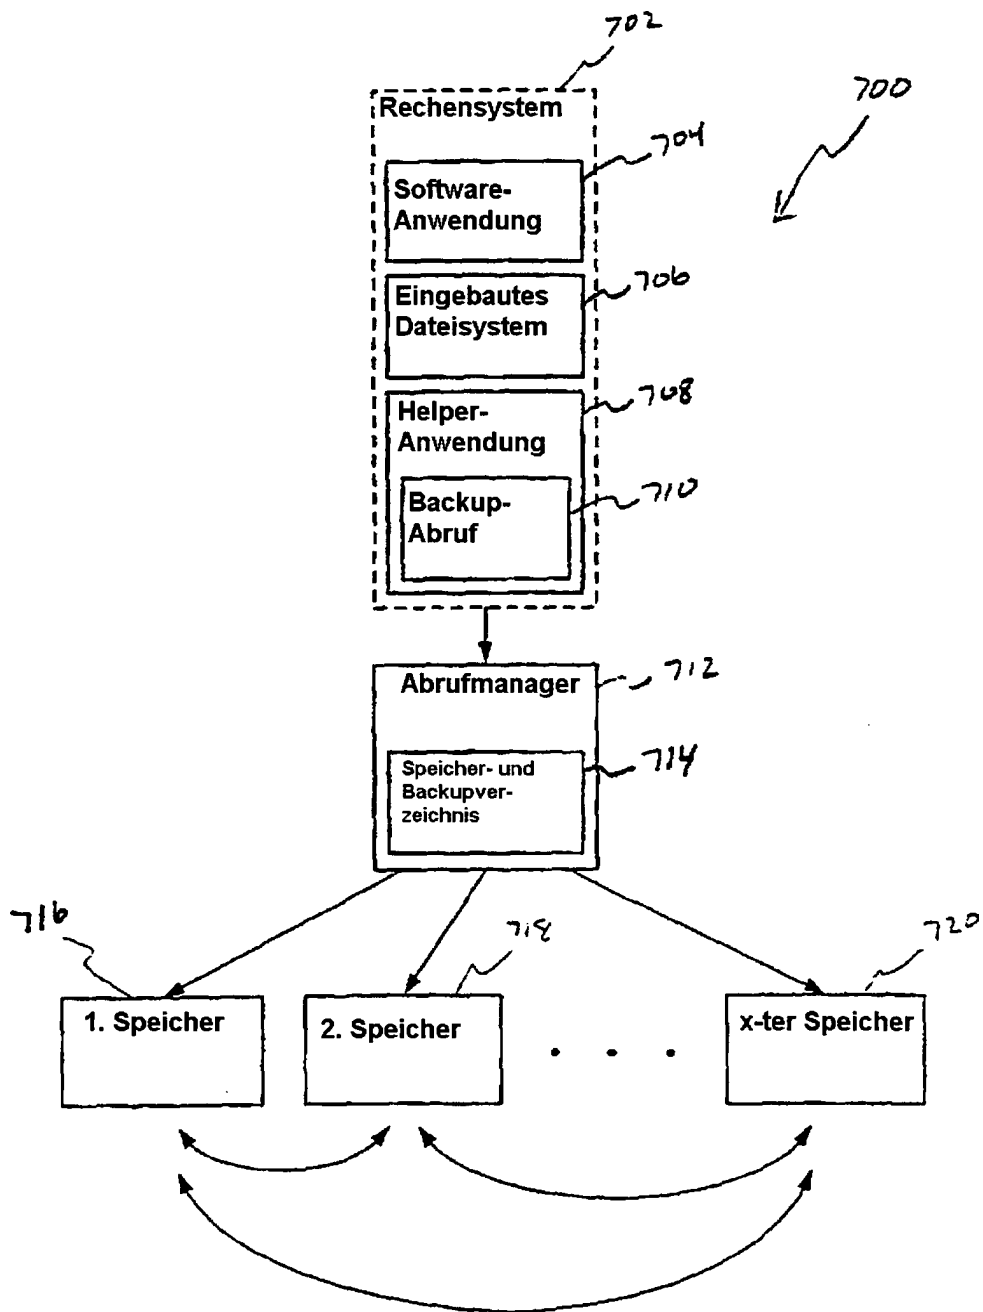 702
700
Rechensystem
704
Software-
Anwendung
706
Eingebautes
Dateisystem
708
Helper-
Anwendung
710
Backup-
Abruf
712
Abrufmanager
714
Speicher- und
Backupver-
zeichnis
716
718
720
1. Speicher
2. Speicher
. . .
x-ter Speicher